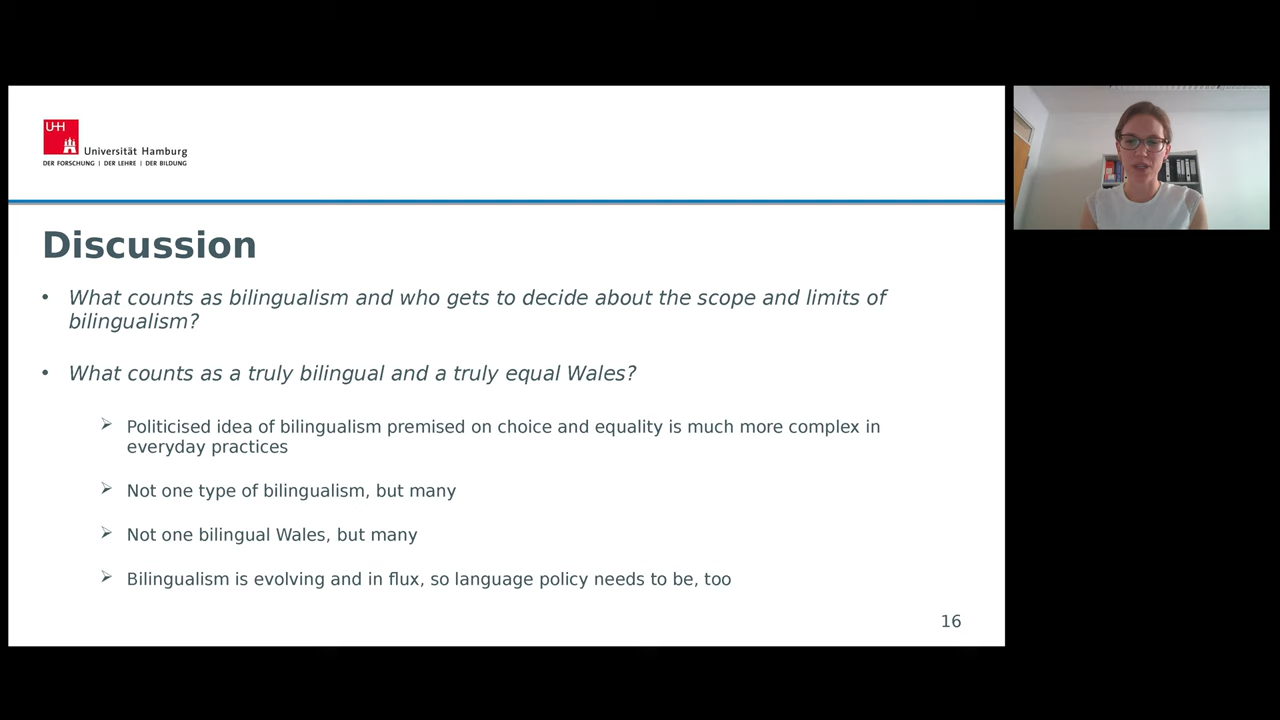 UHH
Universität Hamburg
DER FORSCHUNG | DER LEHRE | DER BILDUNG
Discussion
• What counts as bilingualism and who gets to decide about the scope and limits of
bilingualism?
• What counts as a truly bilingual and a truly equal Wales?
➢ Politicised idea of bilingualism premised on choice and equality is much more complex in
everyday practices
➢ Not one type of bilingualism, but many
➢ Not one bilingual Wales, but many
➢ Bilingualism is evolving and in flux, so language policy needs to be, too
16